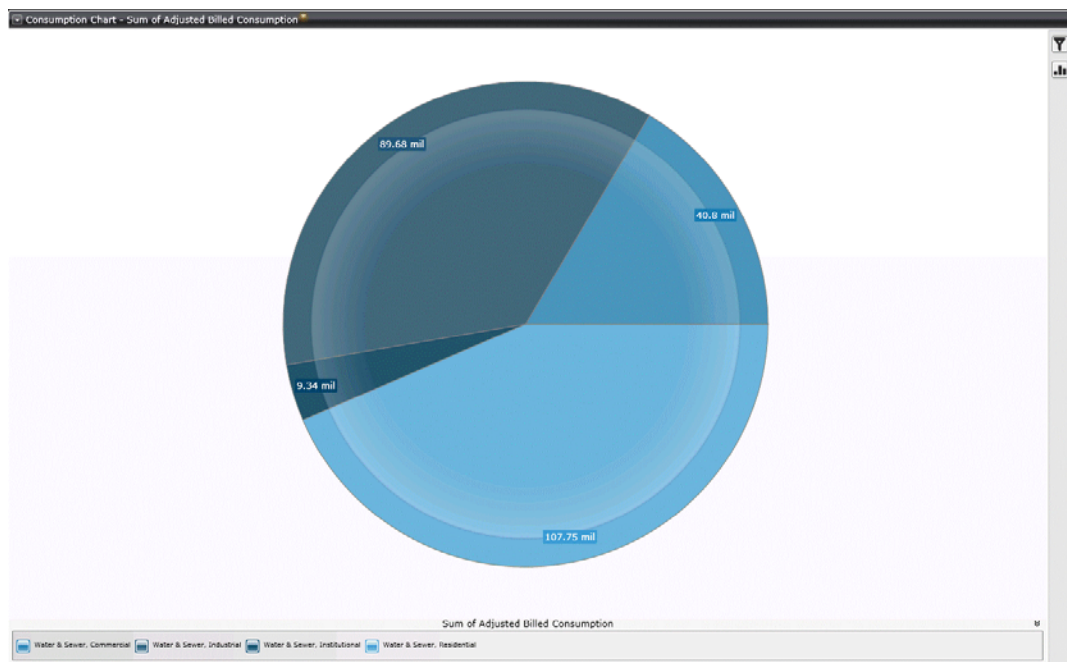 Consumption Chart - Sum of Adjusted Billed Consumption
89.68 mil
40.8 mil
9.34 mil
107.75 mil
Sum of Adjusted Billed Consumption
Water & Sewer, Commercial Water & Sewer, Industrial Water & Sewer, Institutional Water & Sewer, Residential